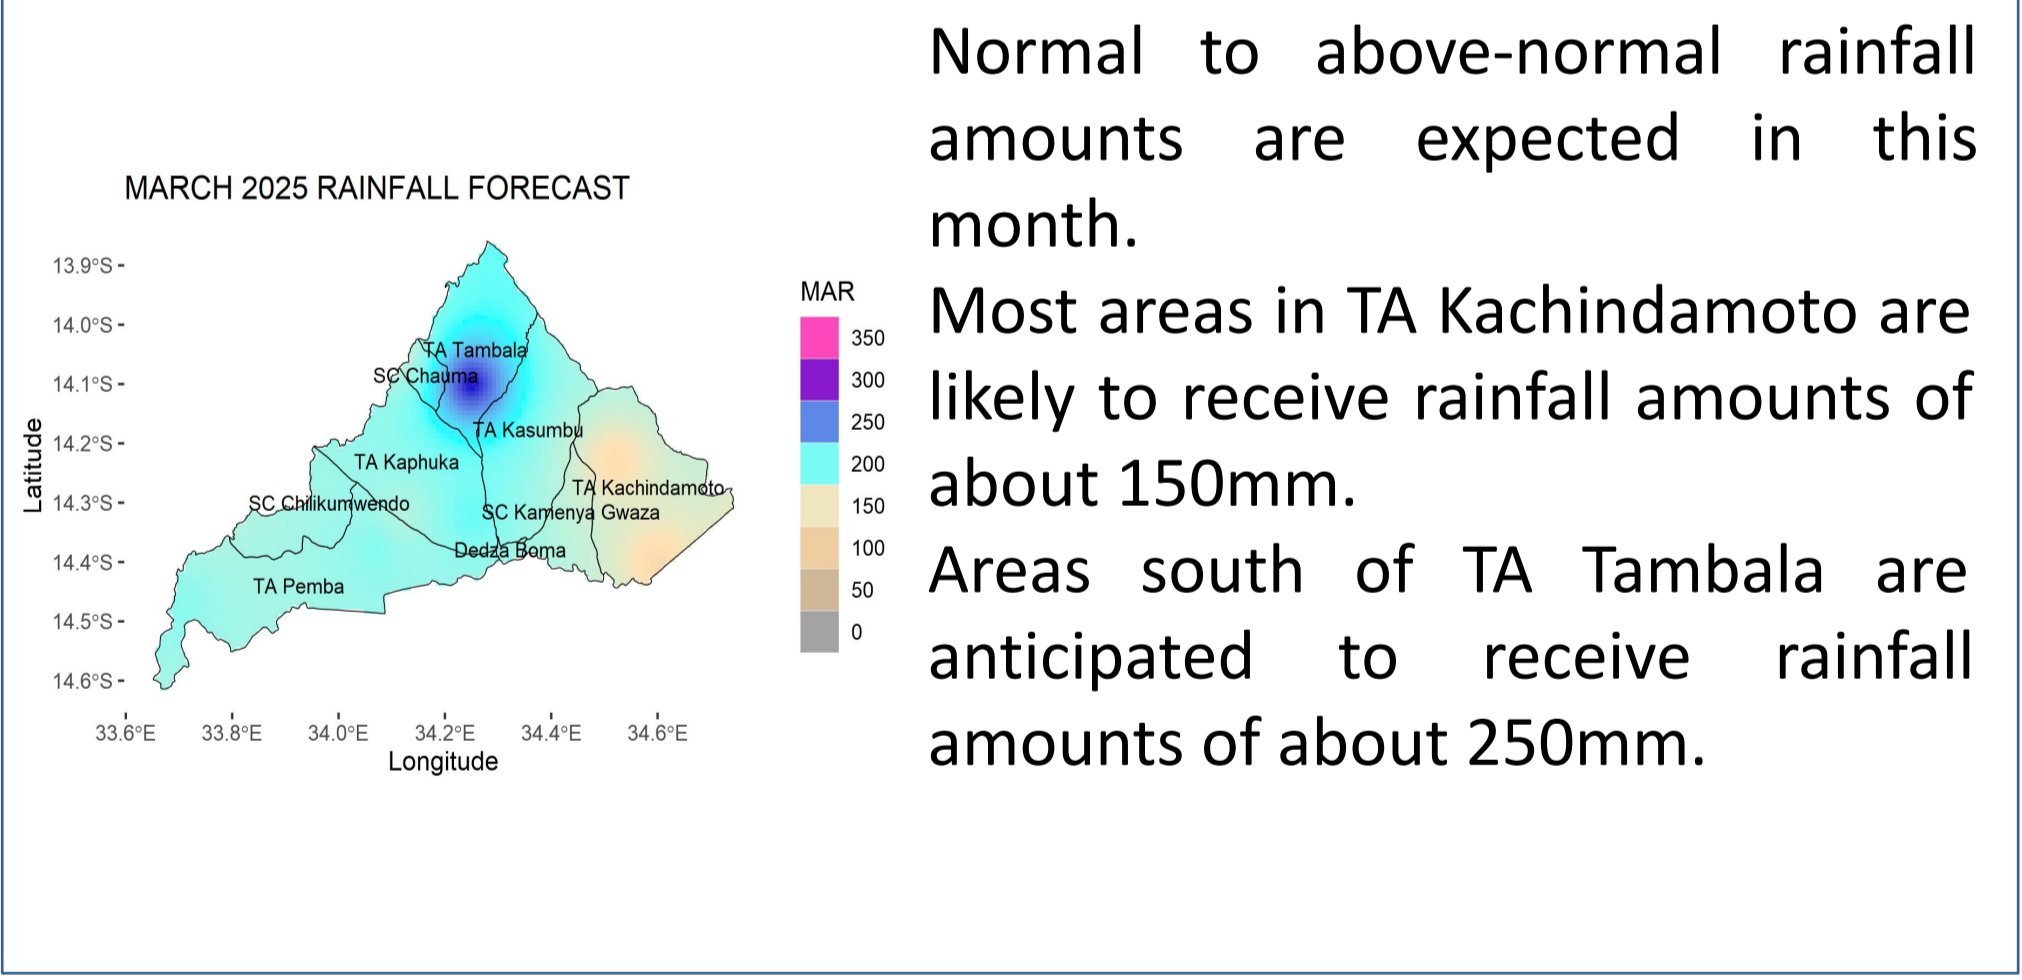 MARCH 2025 RAINFALL FORECAST
13.9°S
14.0°S
14.1°S
14.2°S
14.3°S
14.4°S
14.5°S
14.6°S
Latitude
33.6°E 33.8°E 34.0°E 34.2°E 34.4°E 34.6°E
Longitude
TA Tambala
SC Chauma
TA Kasumbu
TA Kaphuka
TA Kachindamoto
SC Chilikumwendo
SC Kamenya Gwaza
Dedza Boma
TA Pemba
MAR
350
300
250
200
150
100
50
0
Normal to above-normal rainfall
amounts are expected in this
month.
Most areas in TA Kachindamoto are
likely to receive rainfall amounts of
about 150mm.
Areas south of TA Tambala are
anticipated to receive rainfall
amounts of about 250mm.